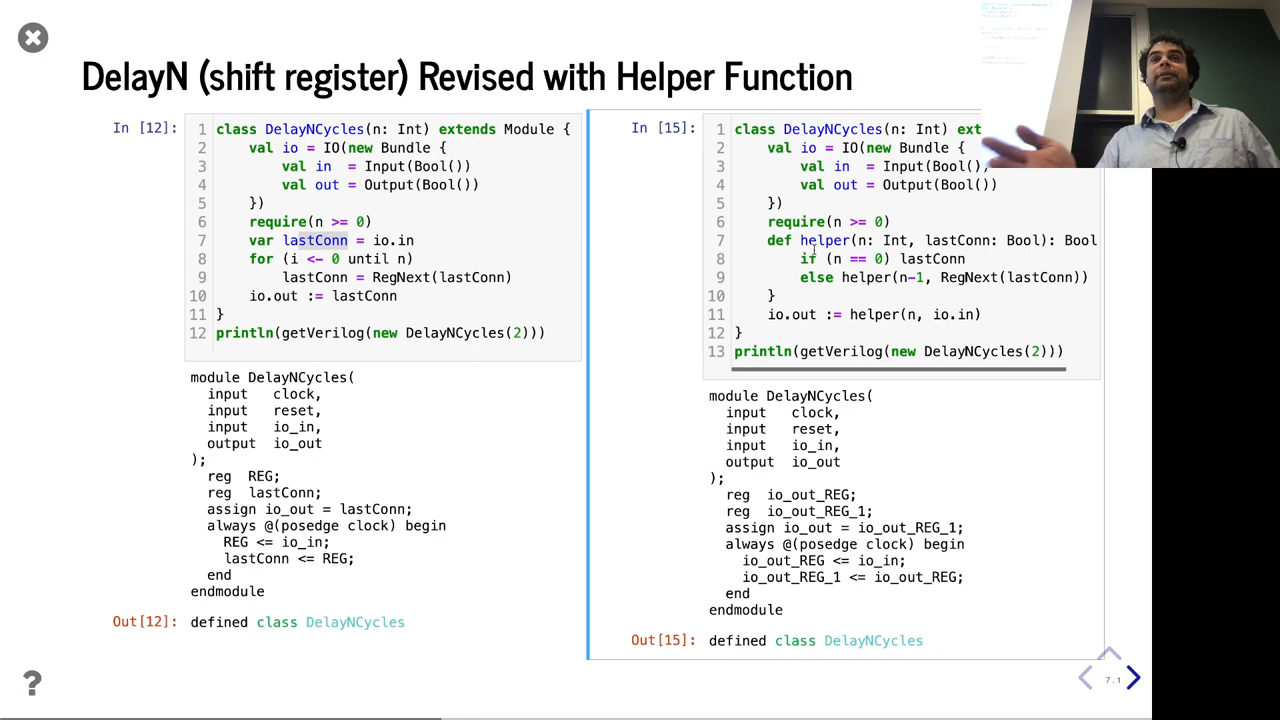 DelayN (shift register) Revised with Helper Function
In [12]:
1 class DelayNCycles(n: Int) extends Module {
2 val io = IO(new Bundle {
3 val in = Input(Bool())
4 val out = Output(Bool())
5 })
6 require(n >= 0)
7 var lastConn = io.in
8 for (i <- 0 until n)
9 lastConn = RegNext(lastConn)
10 io.out := lastConn
11 }
12 println(getVerilog(new DelayNCycles(2)))
module DelayNCycles(
input clock,
input reset,
input io_in,
output io_out
);
reg REG;
reg lastConn;
assign io_out = lastConn;
always @(posedge clock) begin
REG <= io_in;
lastConn <= REG;
end
endmodule
Out[12]: defined class DelayNCycles
In [15]:
1 class DelayNCycles(n: Int) ext
2 val io = IO(new Bundle {
3 val in = Input(Bool())
4 val out = Output(Bool())
5 })
6 require(n >= 0)
7 def helper(n: Int, lastConn: Bool): Bool
8 if (n == 0) lastConn
9 else helper(n-1, RegNext(lastConn))
10 }
11 io.out := helper(n, io.in)
12 }
13 println(getVerilog(new DelayNCycles(2)))
module DelayNCycles(
input clock,
input reset,
input io_in,
output io_out
);
reg io_out_REG;
reg io_out_REG_1;
assign io_out = io_out_REG_1;
always @(posedge clock) begin
io_out_REG <= io_in;
io_out_REG_1 <= io_out_REG;
end
endmodule
Out[15]: defined class DelayNCycles
?
7.1